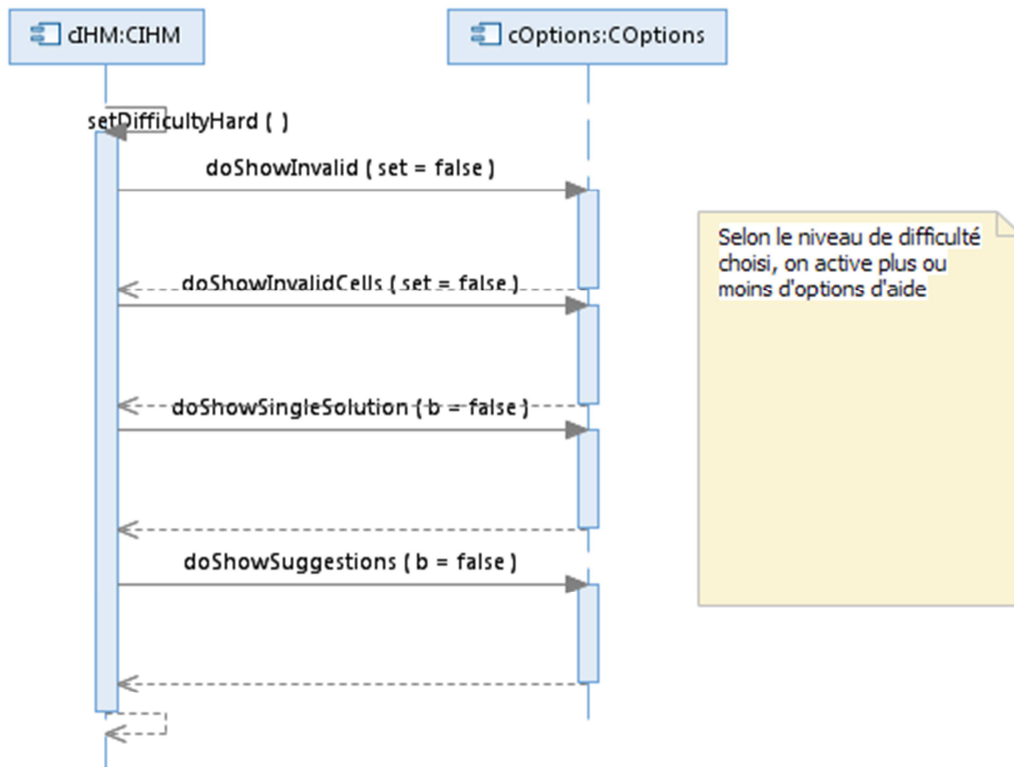 cIHM:CIHM
cOptions:COptions
setDifficultyHard ( )
doShowInvalid ( set = false )
doShowInvalidCells ( set = false )
doShowSingleSolution ( b = false )
doShowSuggestions ( b = false )
Selon le niveau de difficulté
choisi, on active plus ou
moins d'options d'aide